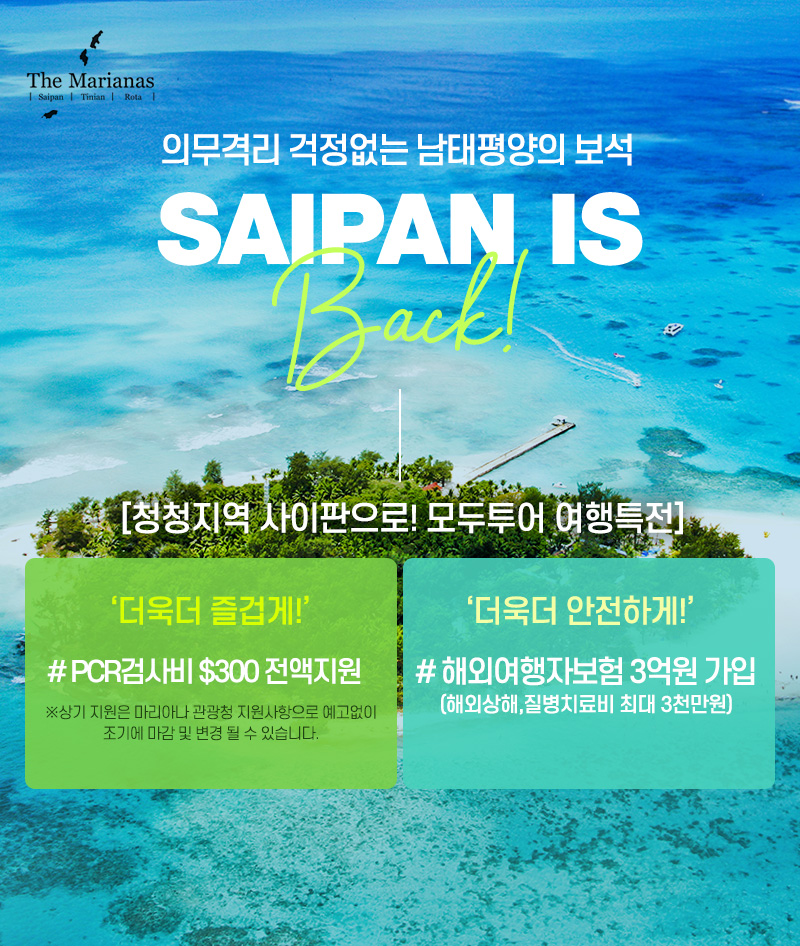 The Marianas
| Saipan | Tinian | Rota |
의무격리 걱정없는 남태평양의 보석
SAIPAN IS
Back!
[청청지역 사이판으로! 모두투어 여행특전]
‘더욱더 즐겁게!’
# PCR검사비 $300 전액지원
※상기 지원은 마리아나 관광청 지원사항으로 예고없이
조기에 마감 및 변경 될 수 있습니다.
‘더욱더 안전하게!’
# 해외여행자보험 3억원 가입
(해외상해,질병치료비 최대 3천만원)